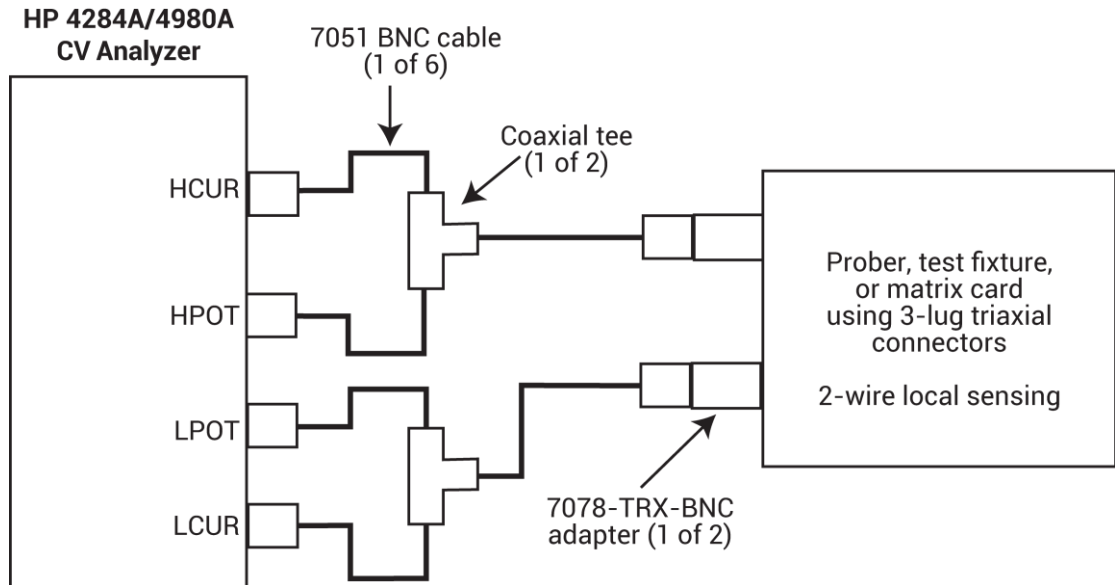 HP 4284A/4980A
CV Analyzer
7051 BNC cable
(1 of 6)
Coaxial tee
(1 of 2)
HCUR
HPOT
LPOT
LCUR
Prober, test fixture,
or matrix card
using 3-lug triaxial
connectors
2-wire local sensing
7078-TRX-BNC
adapter (1 of 2)